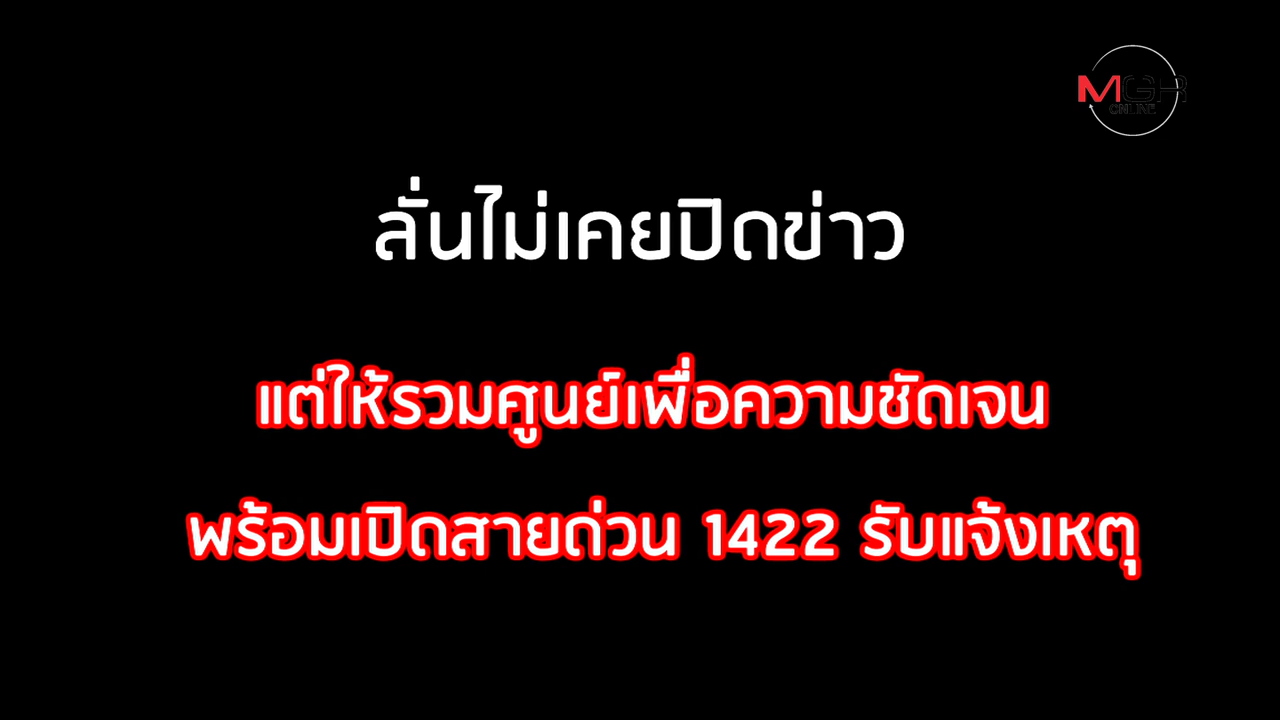 MGR
ONLINE
ลั่นไม่เคยปิดข่าว
แต่ให้รวมศูนย์เพื่อความชัดเจน
พร้อมเปิดสายด่วน 1422 รับแจ้งเหตุ